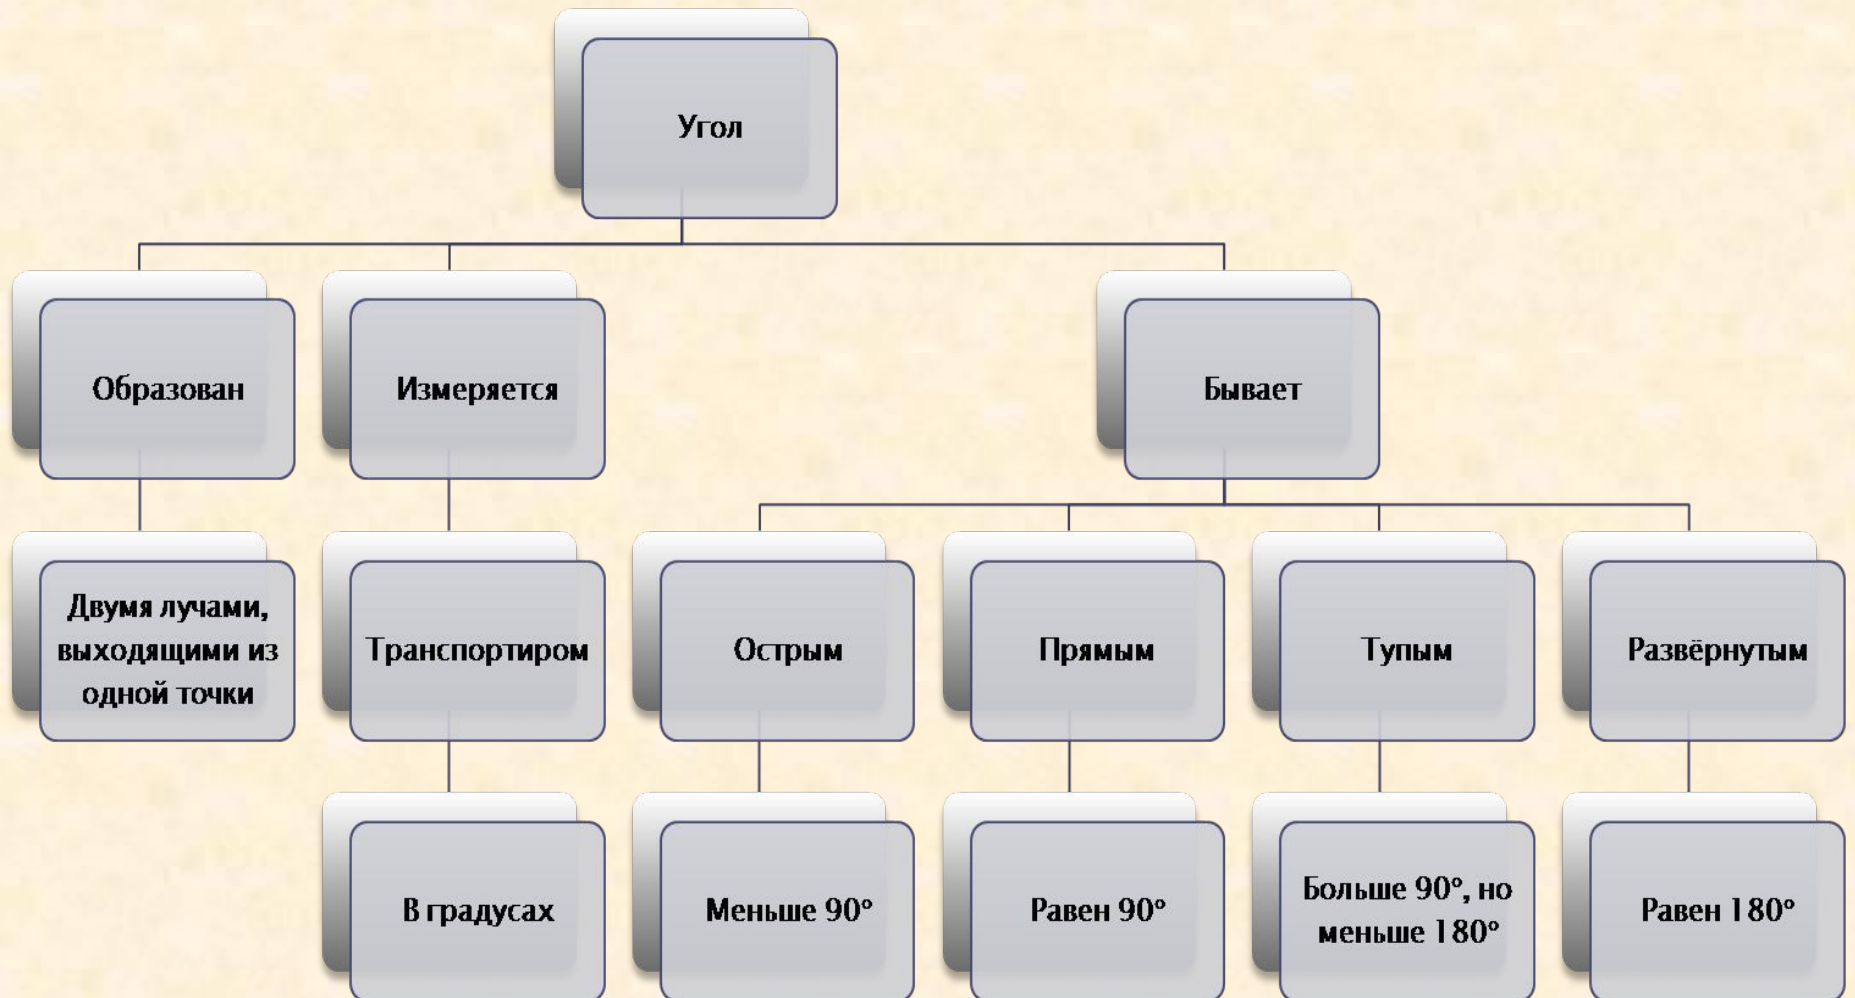 Угол
Образован
Измеряется
Бывает
Двумя лучами,
выходящими из
одной точки
Транспортиром
Острым
Прямым
Тупым
Развёрнутым
В градусах
Меньше 90°
Равен 90°
Больше 90°, но
меньше 180°
Равен 180°